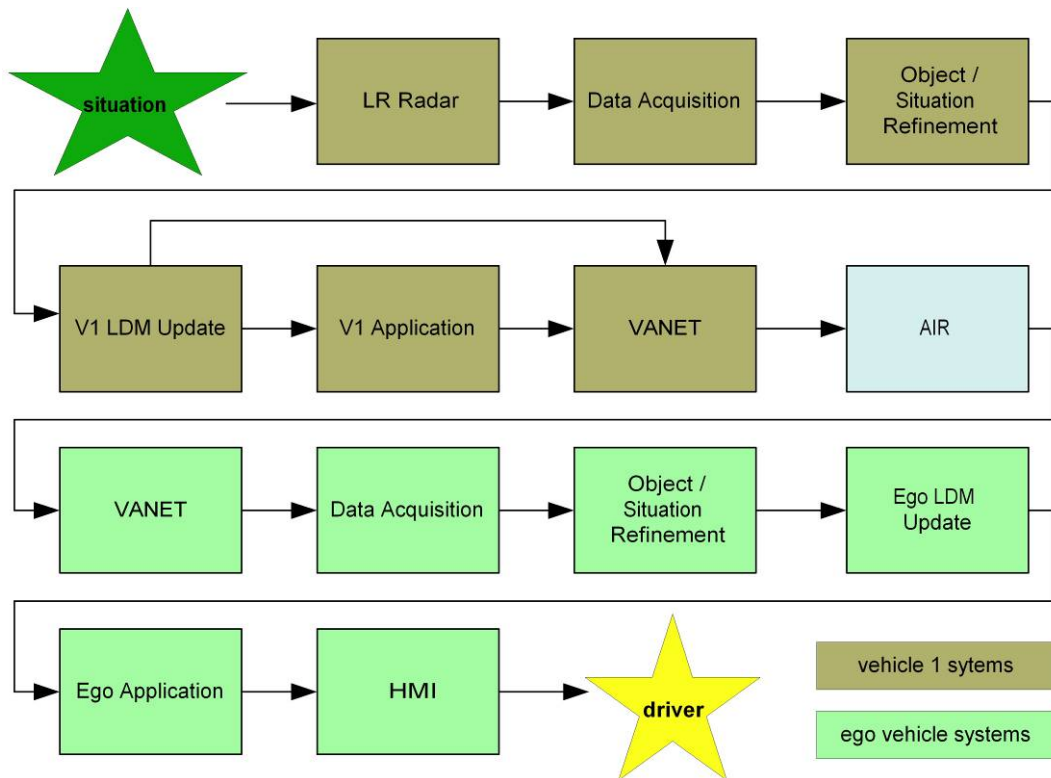 situation
LR Radar
Data Acquisition
Object /
Situation
Refinement
V1 LDM Update
V1 Application
VANET
AIR
VANET
Data Acquisition
Object /
Situation
Refinement
Ego LDM
Update
Ego Application
HMI
driver
vehicle 1 sytems
ego vehicle systems